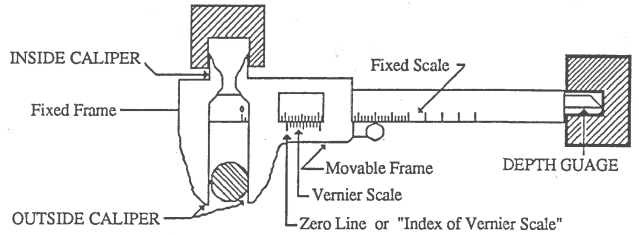 INSIDE CALIPER
Fixed Scale
Fixed Frame
Movable Frame
DEPTH GUAGE
Vernier Scale
OUTSIDE CALIPER
Zero Line or "Index of Vernier Scale"